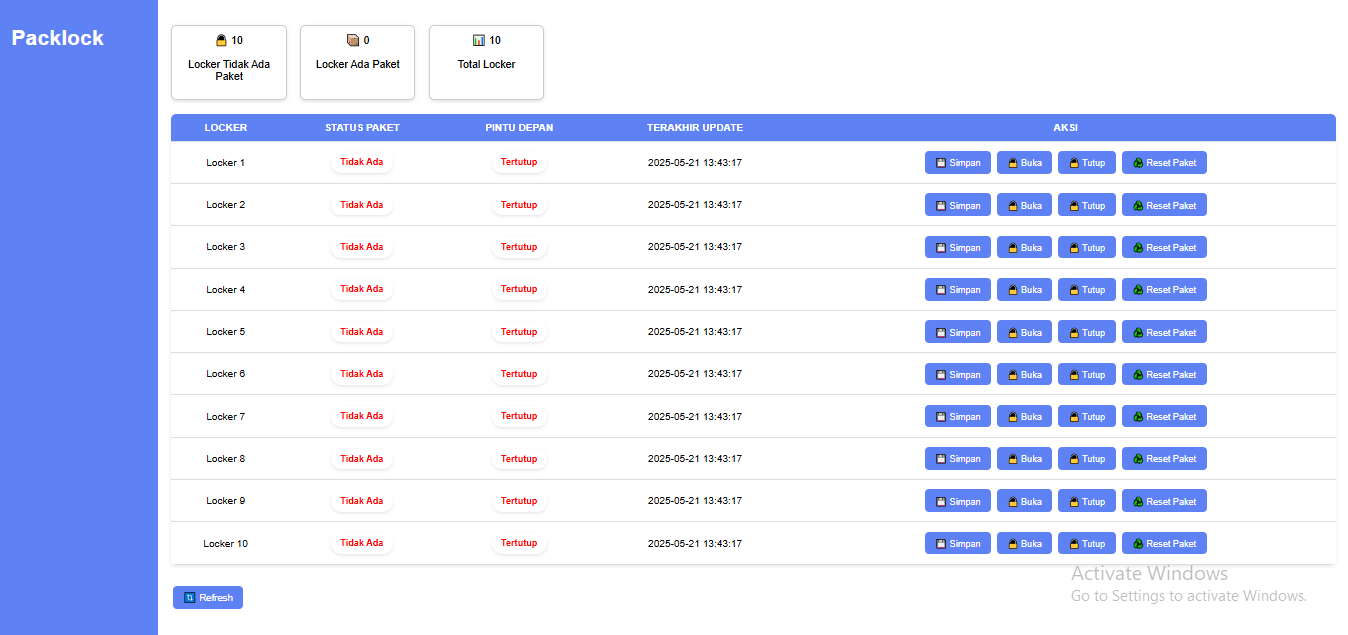 Packlock
10
Locker Tidak Ada
Paket
0
Locker Ada Paket
10
Total Locker
LOCKER STATUS PAKET PINTU DEPAN TERAKHIR UPDATE AKSI
Locker 1 Tidak Ada Tertutup 2025-05-21 13:43:17 Simpan Buka Tutup Reset Paket
Locker 2 Tidak Ada Tertutup 2025-05-21 13:43:17 Simpan Buka Tutup Reset Paket
Locker 3 Tidak Ada Tertutup 2025-05-21 13:43:17 Simpan Buka Tutup Reset Paket
Locker 4 Tidak Ada Tertutup 2025-05-21 13:43:17 Simpan Buka Tutup Reset Paket
Locker 5 Tidak Ada Tertutup 2025-05-21 13:43:17 Simpan Buka Tutup Reset Paket
Locker 6 Tidak Ada Tertutup 2025-05-21 13:43:17 Simpan Buka Tutup Reset Paket
Locker 7 Tidak Ada Tertutup 2025-05-21 13:43:17 Simpan Buka Tutup Reset Paket
Locker 8 Tidak Ada Tertutup 2025-05-21 13:43:17 Simpan Buka Tutup Reset Paket
Locker 9 Tidak Ada Tertutup 2025-05-21 13:43:17 Simpan Buka Tutup Reset Paket
Locker 10 Tidak Ada Tertutup 2025-05-21 13:43:17 Simpan Buka Tutup Reset Paket
Activate Windows
Go to Settings to activate Windows.
Refresh